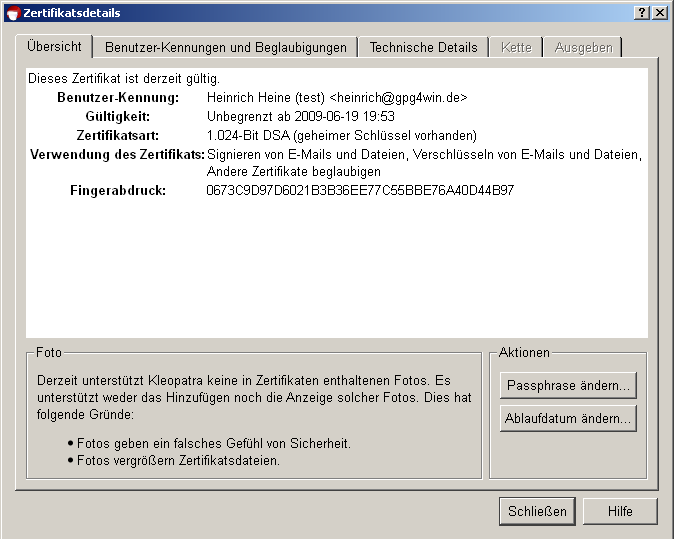 Zertifikatsdetails
Übersicht
Benutzer-Kennungen und Beglaubigungen
Technische Details
Kette
Ausgeben
Dieses Zertifikat ist derzeit gültig.
Benutzer-Kennung: Heinrich Heine (test) <heinrich@gpg4win.de>
Gültigkeit: Unbegrenzt ab 2009-06-19 19:53
Zertifikatsart: 1.024-Bit DSA (geheimer Schlüssel vorhanden)
Verwendung des Zertifikats: Signieren von E-Mails und Dateien, Verschlüsseln von E-Mails und Dateien,
Andere Zertifikate beglaubigen
Fingerabdruck: 0673C9D97D6021B3B36EE77C55BBE76A40D44B97
Foto
Derzeit unterstützt Kleopatra keine in Zertifikaten enthaltenen Fotos. Es
unterstützt weder das Hinzufügen noch die Anzeige solcher Fotos. Dies hat
folgende Gründe:
• Fotos geben ein falsches Gefühl von Sicherheit.
• Fotos vergrößern Zertifikatsdateien.
Aktionen
Passphrase ändern...
Ablaufdatum ändern...
Schließen
Hilfe